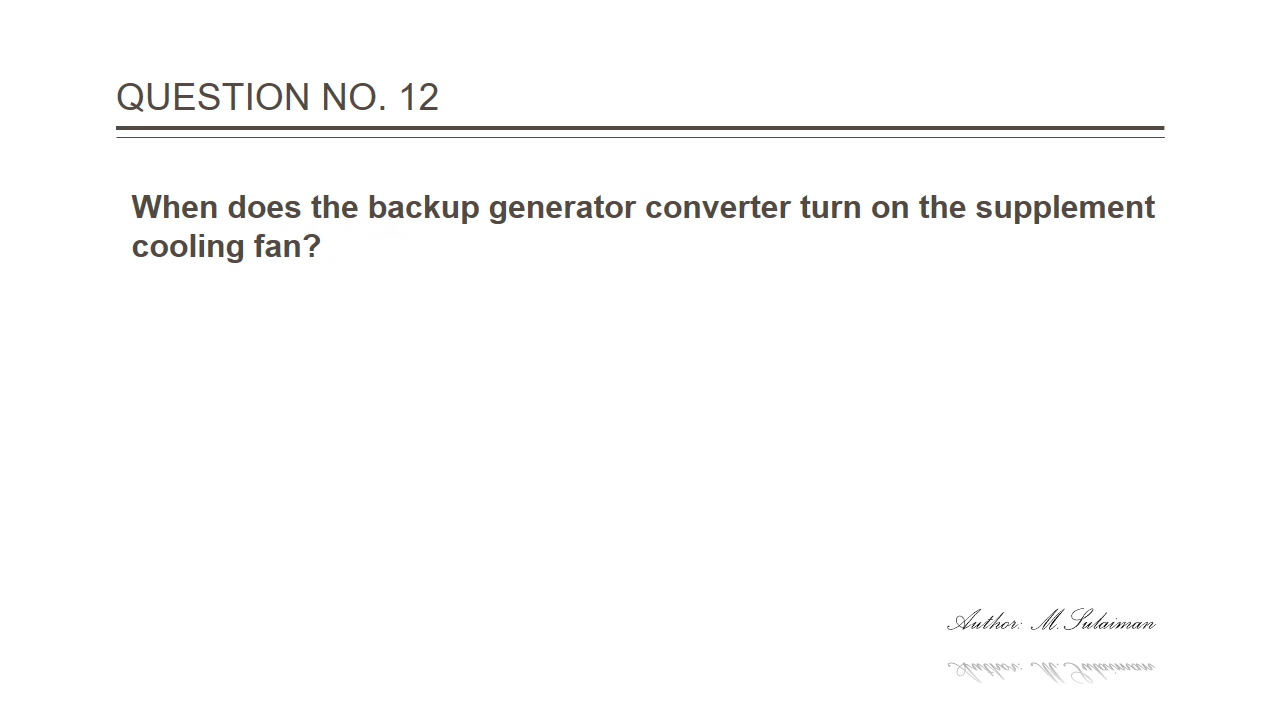 QUESTION NO. 12
When does the backup generator converter turn on the supplement
cooling fan?
Author: M.Sulaiman